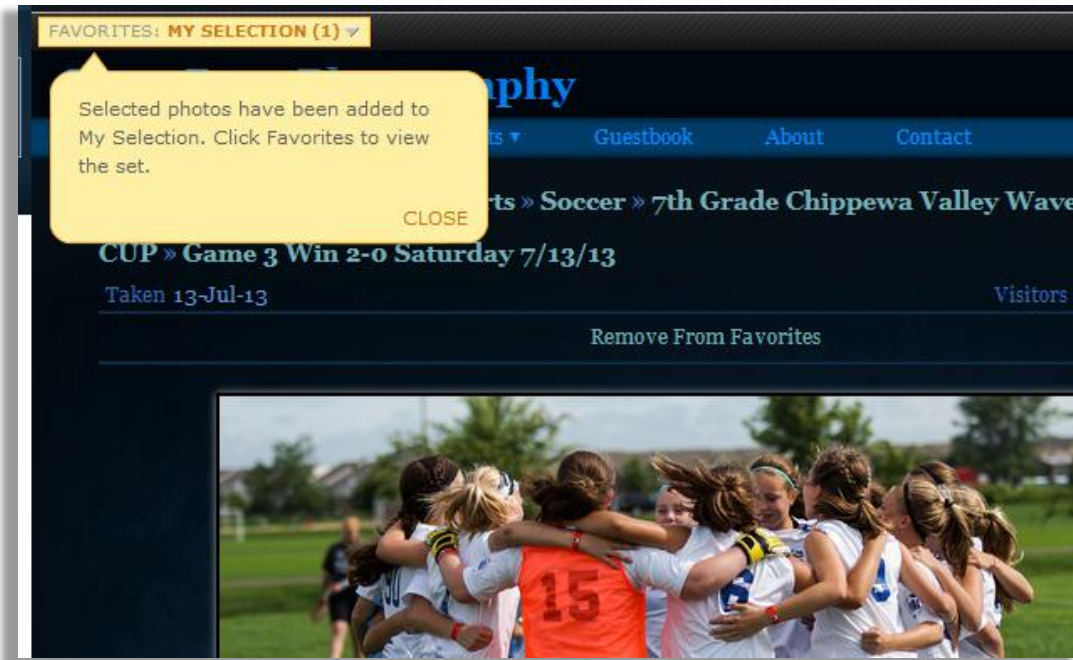 FAVORITES: MY SELECTION (1)
Selected photos have been added to
My Selection. Click Favorites to view
the set.
CLOSE
Guestbook About Contact
Soccer » 7th Grade Chippewa Valley Wave
CUP » Game 3 Win 2-0 Saturday 7/13/13
Taken 13-Jul-13 Visitors
Remove From Favorites
15
6